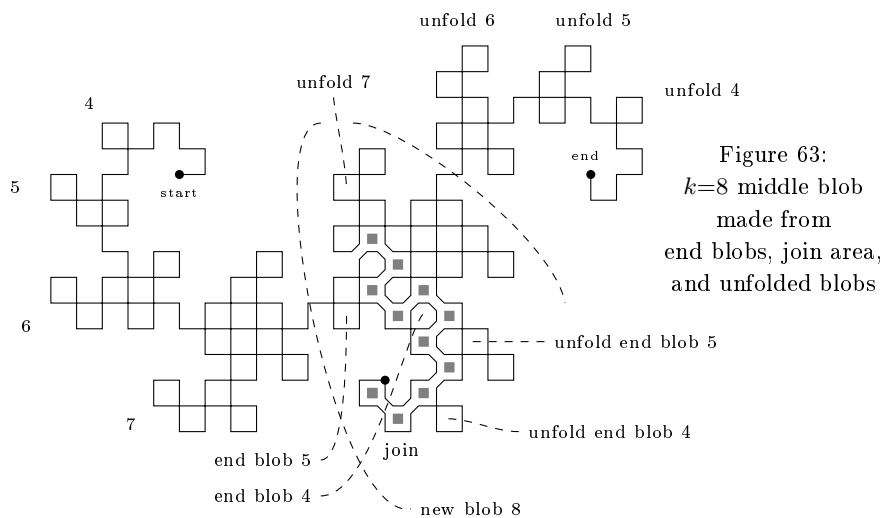 unfold 6
unfold 5
unfold 7
unfold 4
4
end
start
5
Figure 63:
k=8 middle blob
made from
end blobs, join area,
and unfolded blobs
6
unfold end blob 5
7
unfold end blob 4
join
end blob 5
end blob 4
new blob 8